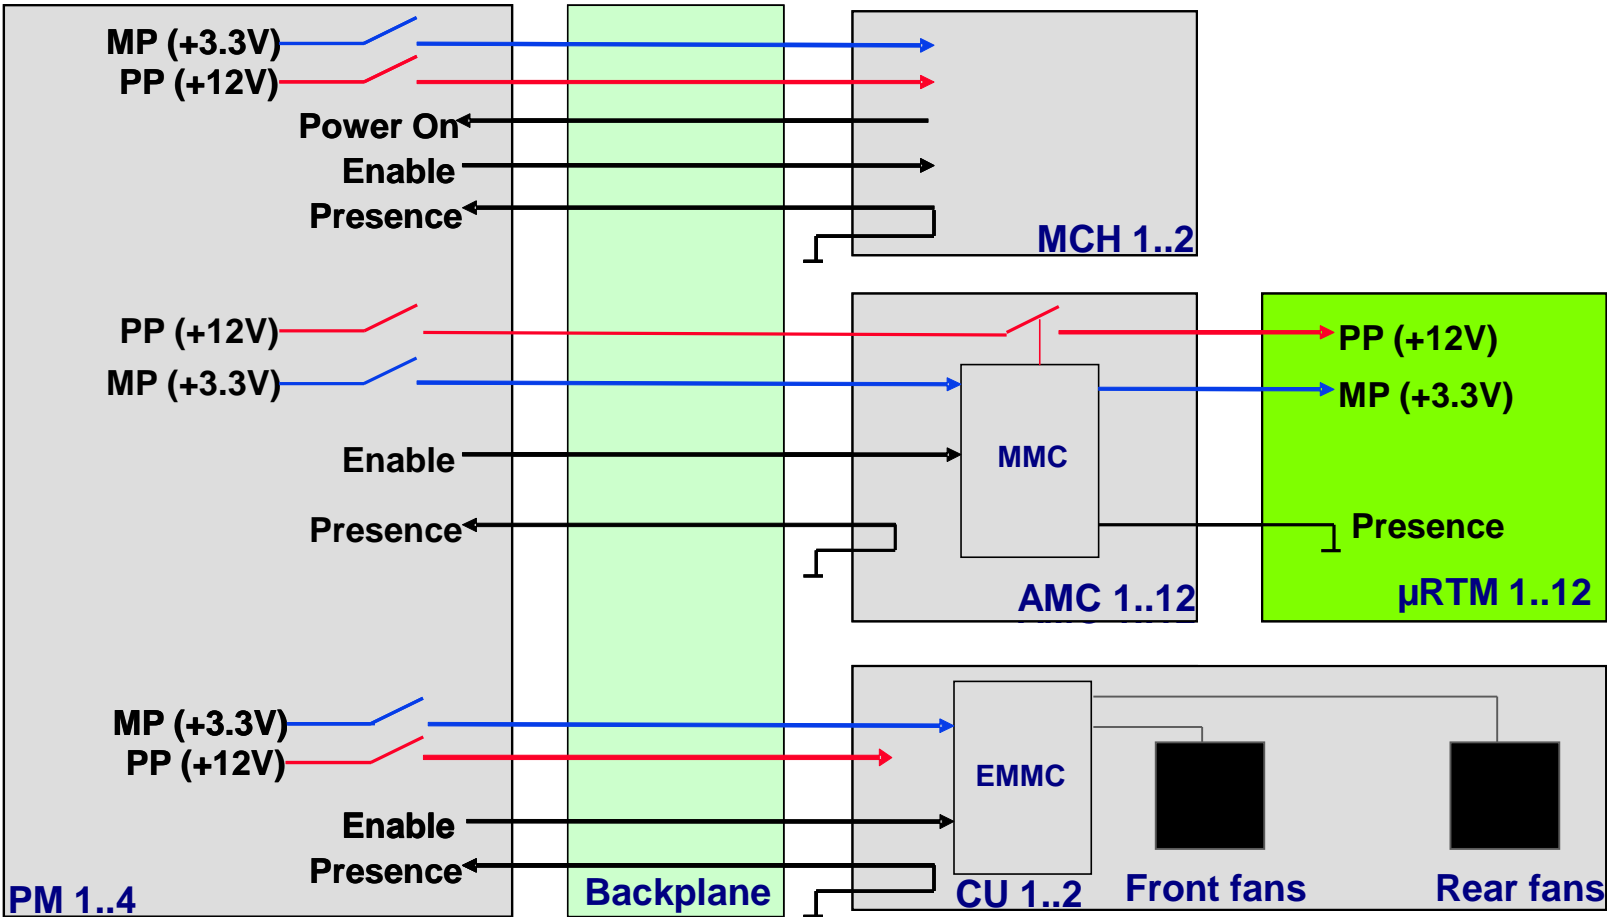 MP (+3.3V)
PP (+12V)
Power On
Enable
Presence
MCH 1..2
PP (+12V)
MP (+3.3V)
Enable
Presence
MMC
AMC 1..12
PP (+12V)
MP (+3.3V)
Presence
µRTM 1..12
MP (+3.3V)
PP (+12V)
Enable
Presence
EMMC
CU 1..2
Front fans
Rear fans
PM 1..4
Backplane